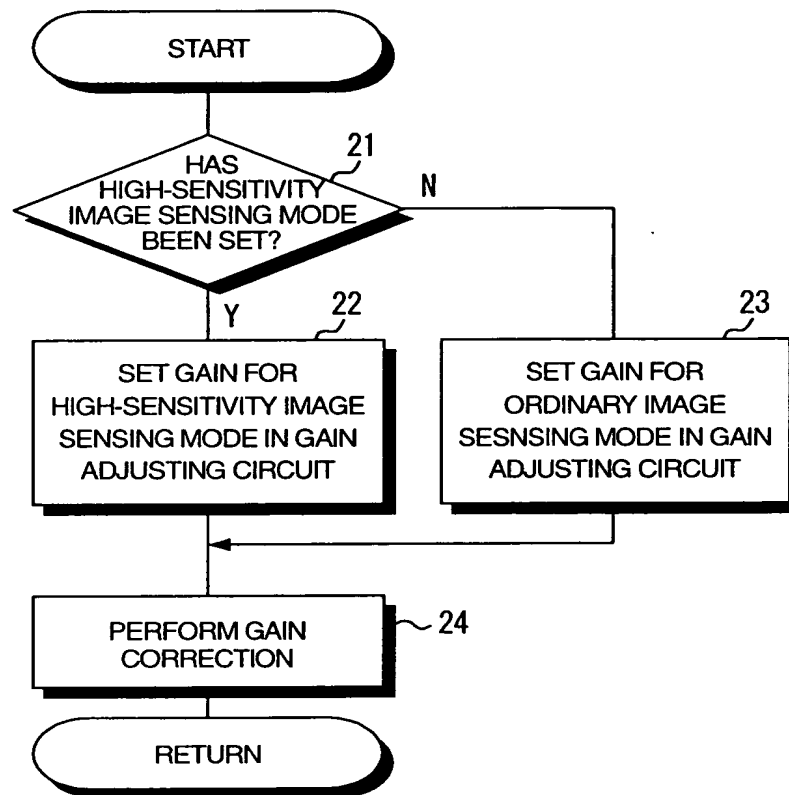 START
21
HAS
HIGH-SENSITIVITY
IMAGE SENSING MODE
BEEN SET?
N
Y
22
SET GAIN FOR
HIGH-SENSITIVITY IMAGE
SENSING MODE IN GAIN
ADJUSTING CIRCUIT
23
SET GAIN FOR
ORDINARY IMAGE
SESNSING MODE IN GAIN
ADJUSTING CIRCUIT
PERFORM GAIN
CORRECTION
24
RETURN